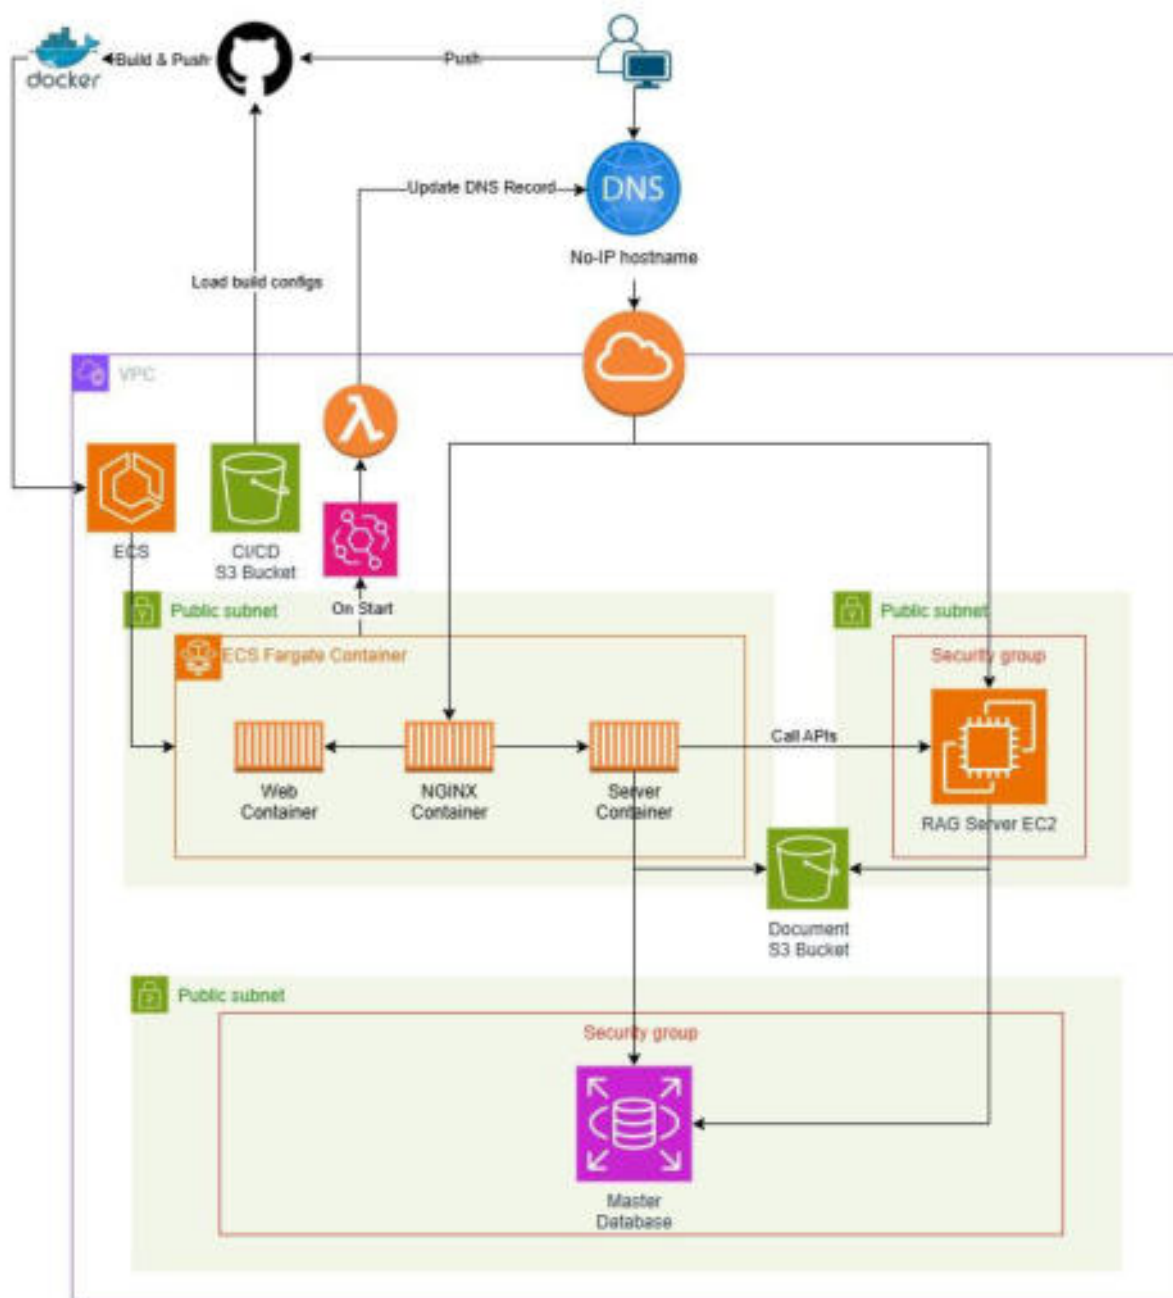 docker
Build & Push
Push
Update DNS Record
DNS
No-IP hostname
Load build configs
VPC
ECS
CI/CD
S3 Bucket
On Start
Public subnet
Public subnet
ECS Fargate Container
Security group
Call APIs
Web
Container
NGINX
Container
Server
Container
RAG Server EC2
Document
S3 Bucket
Public subnet
Security group
Master
Database